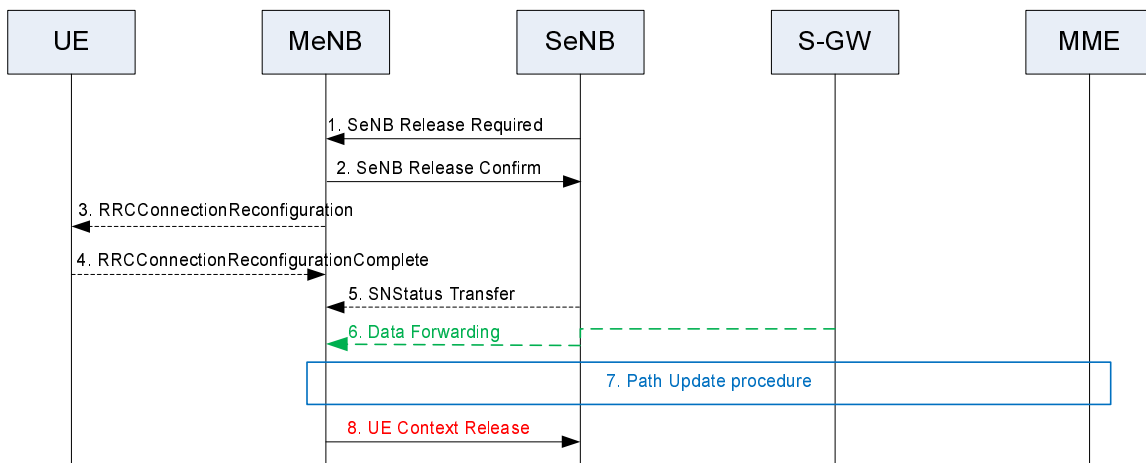 UE
MeNB
SeNB
S-GW
MME
1. SeNB Release Required
2. SeNB Release Confirm
3. RRCConnectionReconfiguration
4. RRCConnectionReconfigurationComplete
5. SNStatus Transfer
6. Data Forwarding
7. Path Update procedure
8. UE Context Release